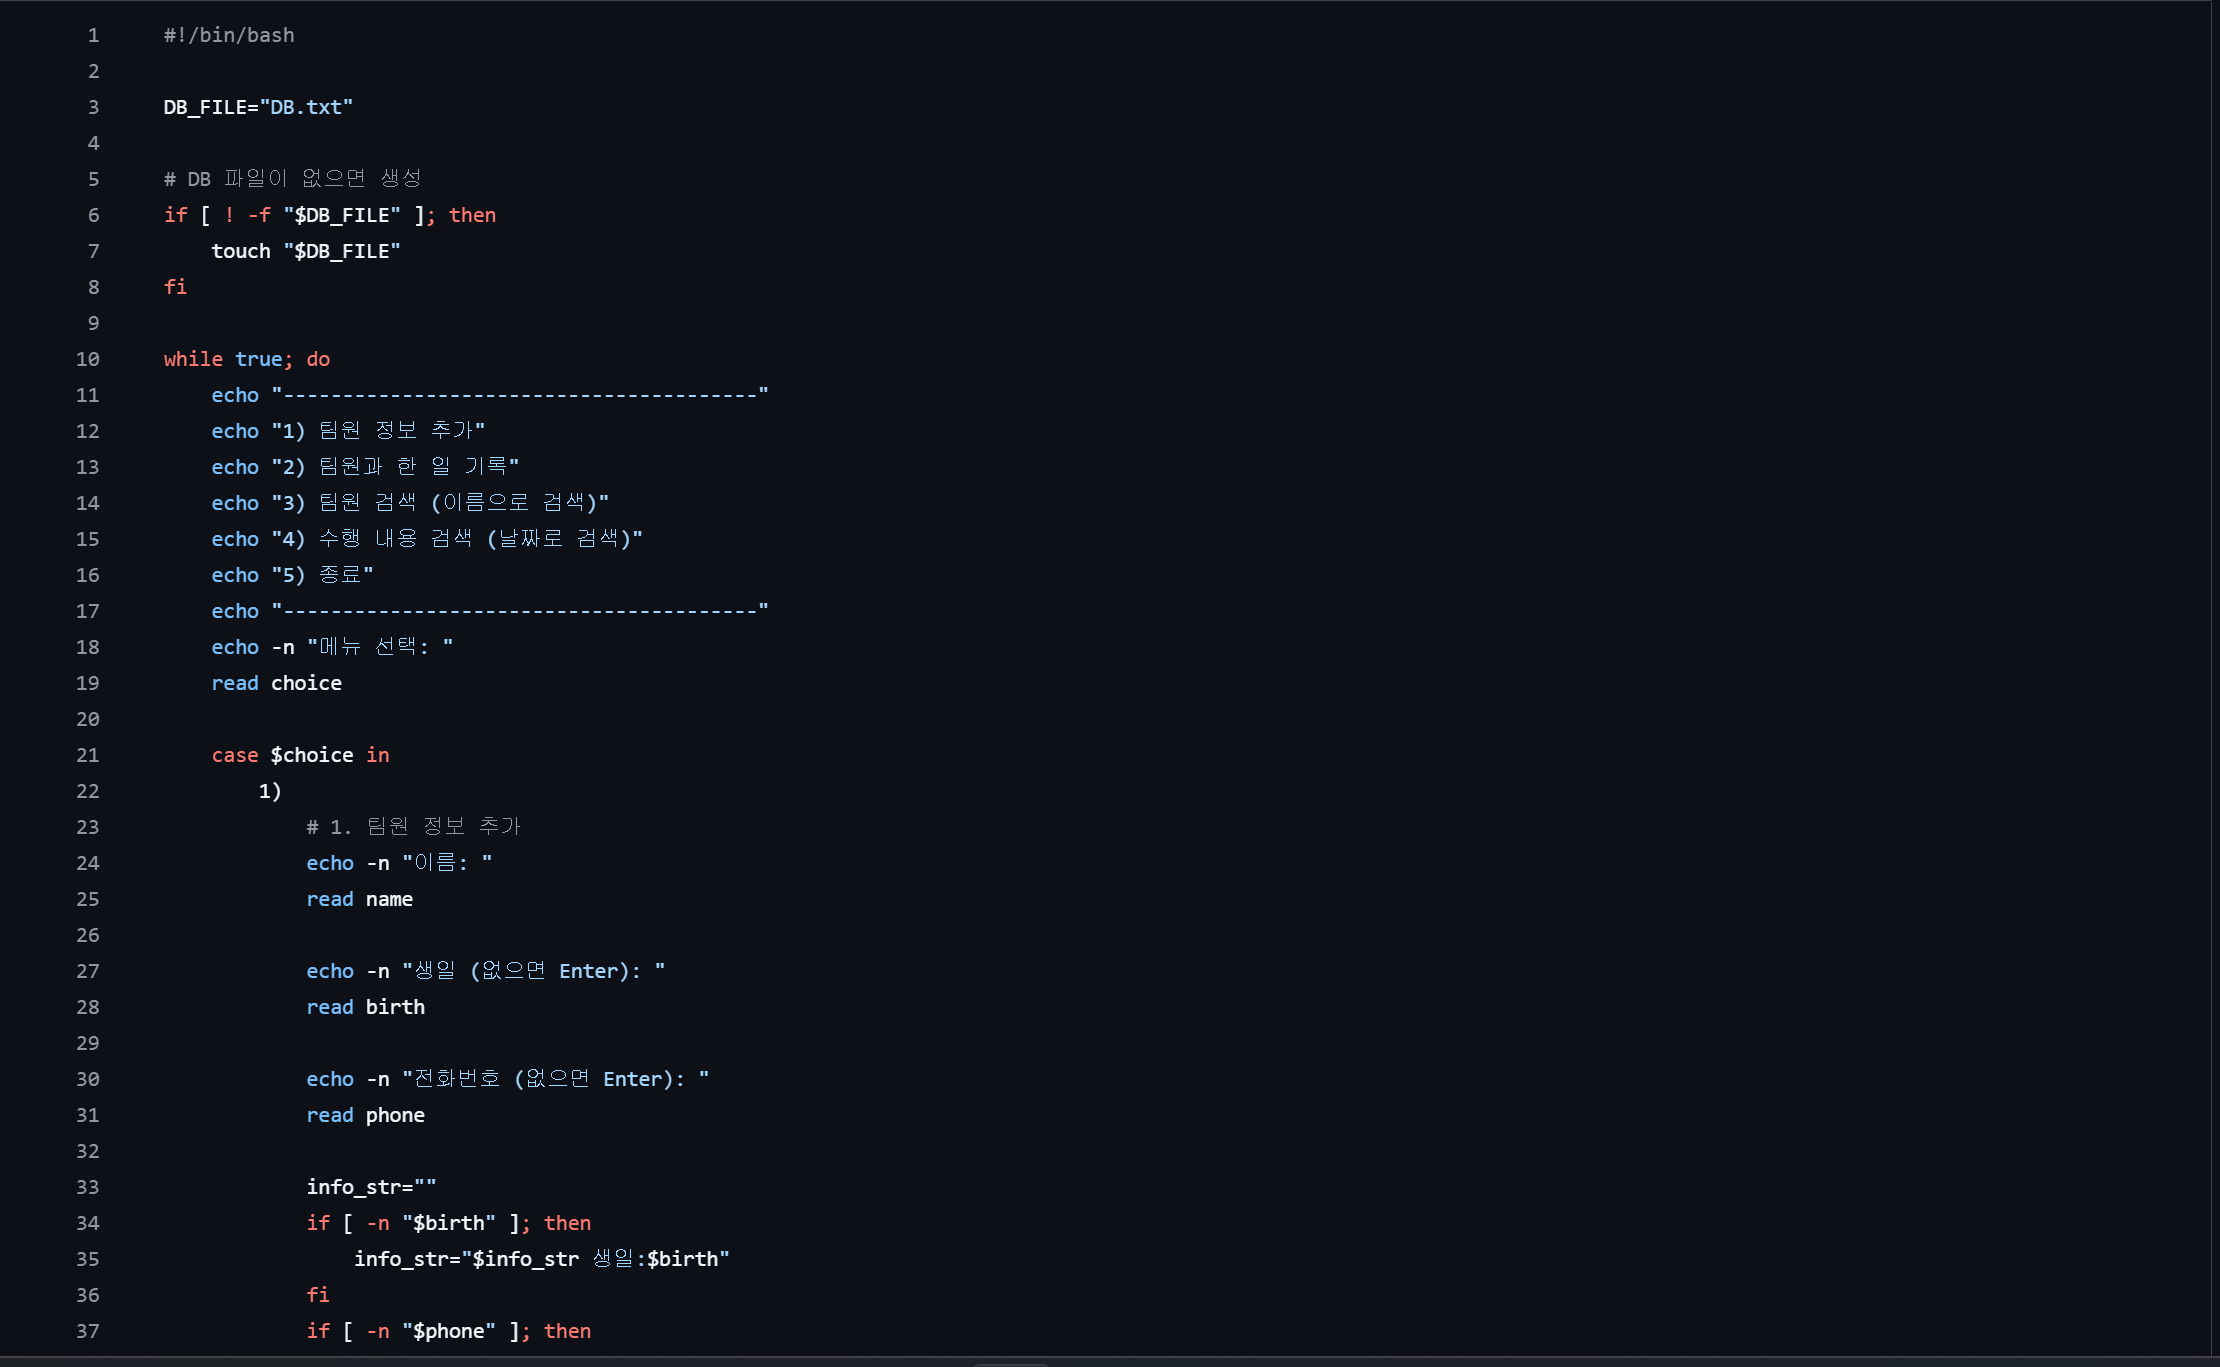 1 #!/bin/bash
2
3 DB_FILE="DB.txt"
4
5 # DB 파일이 없으면 생성
6 if [ ! -f "$DB_FILE" ]; then
7     touch "$DB_FILE"
8 fi
9
10 while true; do
11     echo "----------------------------------------"
12     echo "1) 팀원 정보 추가"
13     echo "2) 팀원과 한 일 기록"
14     echo "3) 팀원 검색 (이름으로 검색)"
15     echo "4) 수행 내용 검색 (날짜로 검색)"
16     echo "5) 종료"
17     echo "----------------------------------------"
18     echo -n "메뉴 선택: "
19     read choice
20
21     case $choice in
22         1)
23             # 1. 팀원 정보 추가
24             echo -n "이름: "
25             read name
26
27             echo -n "생일 (없으면 Enter): "
28             read birth
29
30             echo -n "전화번호 (없으면 Enter): "
31             read phone
32
33             info_str=""
34             if [ -n "$birth" ]; then
35                 info_str="$info_str 생일:$birth"
36             fi
37             if [ -n "$phone" ]; then